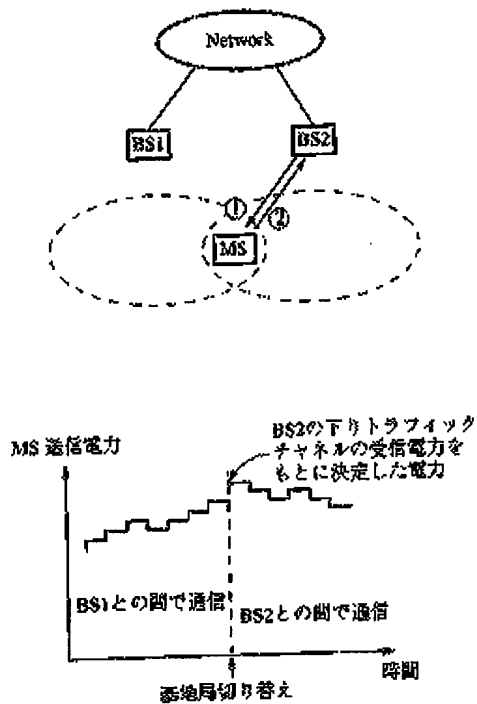 Network
BS1
BS2
①
②
MS
BS2の下りトラフィック
チャネルの受信電力を
もとに決定した電力
MS 送信電力
BS1との間で通信
BS2との間で通信
時間
基地局切り替え